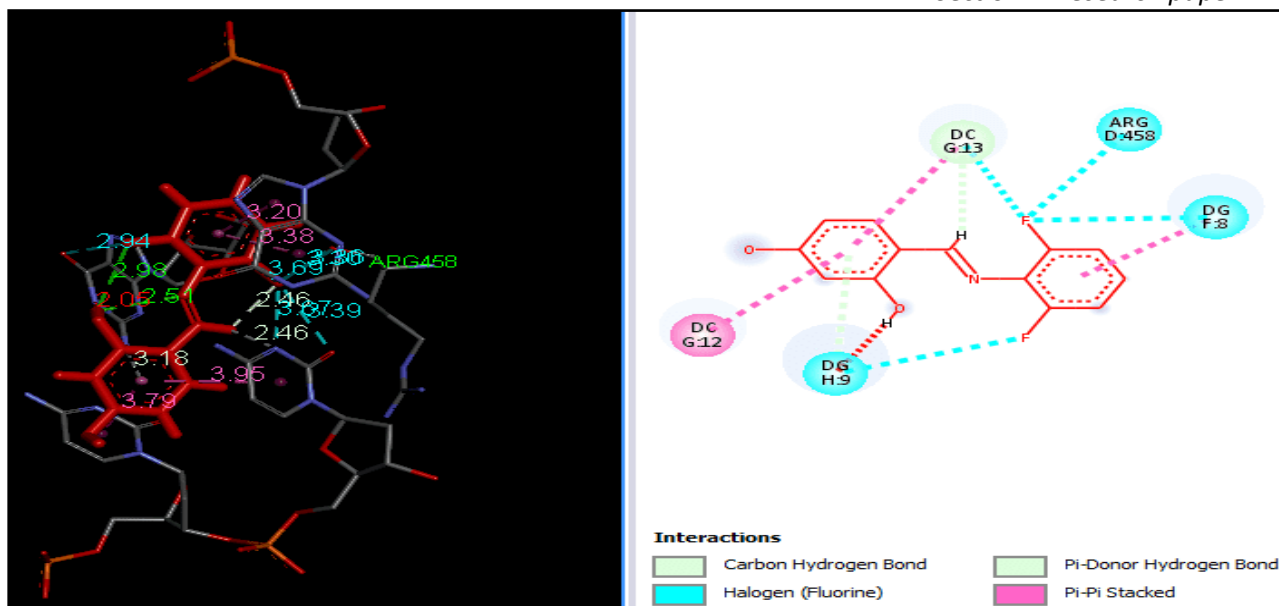 3.20
3.38
2.94
3.69
ARG458
2.98
2.51
2.05
2.46
2.46
3.18
3.95
3.79
DC
G:13
ARG
D:458
DG
F:8
F
H
O
N
O
H
DC
G:12
F
DG
H:9
Interactions
Carbon Hydrogen Bond
Pi-Donor Hydrogen Bond
Halogen (Fluorine)
Pi-Pi Stacked